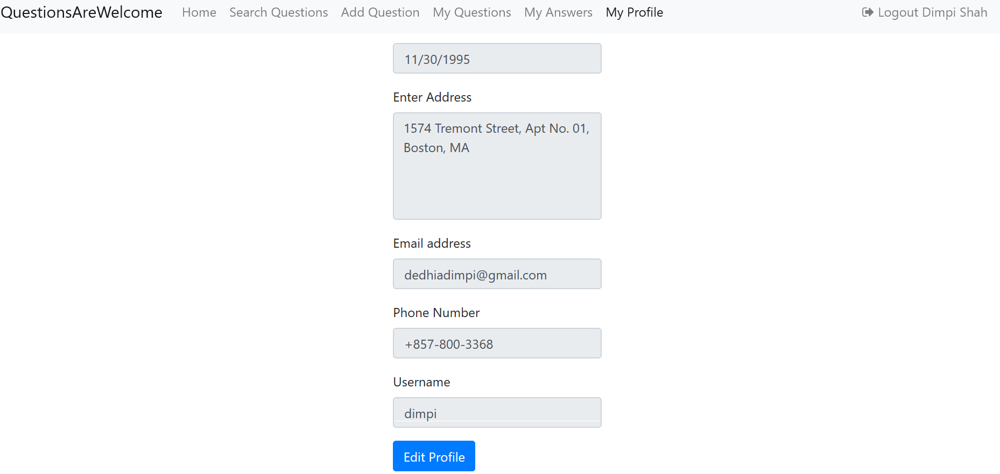 QuestionsAreWelcome Home Search Questions Add Question My Questions My Answers My Profile Logout Dimpi Shah
11/30/1995
Enter Address
1574 Tremont Street, Apt No. 01,
Boston, MA
Email address
dedhiadimpi@gmail.com
Phone Number
+857-800-3368
Username
dimpi
Edit Profile